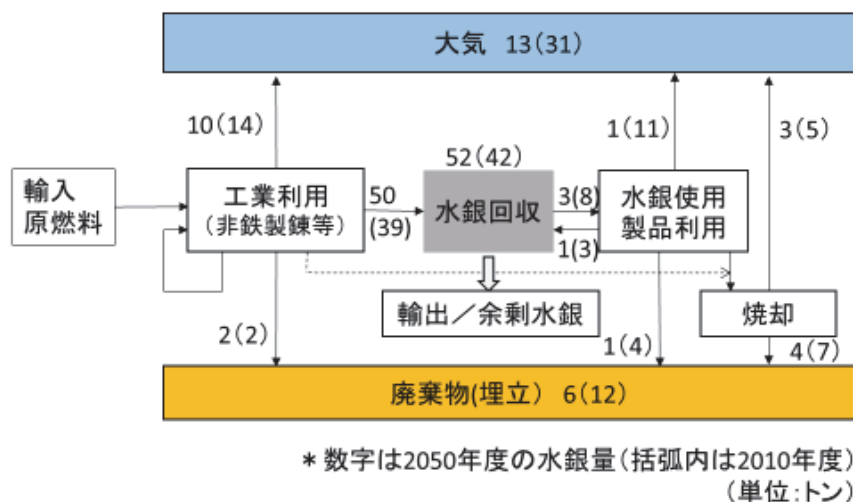 大気 13(31)
10(14)
1(11)
3(5)
52(42)
輸入
原燃料
工業利用
(非鉄製錬等)
50
(39)
水銀回収
3(8)
1(3)
水銀使用
製品利用
輸出／余剰水銀
焼却
2(2)
1(4)
4(7)
廃棄物(埋立) 6(12)
＊数字は2050年度の水銀量(括弧内は2010年度)
(単位:トン)